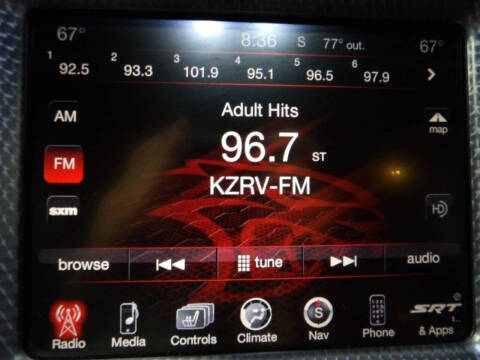 67° 8:36 S 77° out. 67°
1 92.5 2 93.3 3 101.9 4 95.1 5 96.5 6 97.9
AM Adult Hits map
FM 96.7 ST
sxm KZRV-FM HD
browse tune audio
Radio Media Controls Climate S Nav Phone SRT & Apps